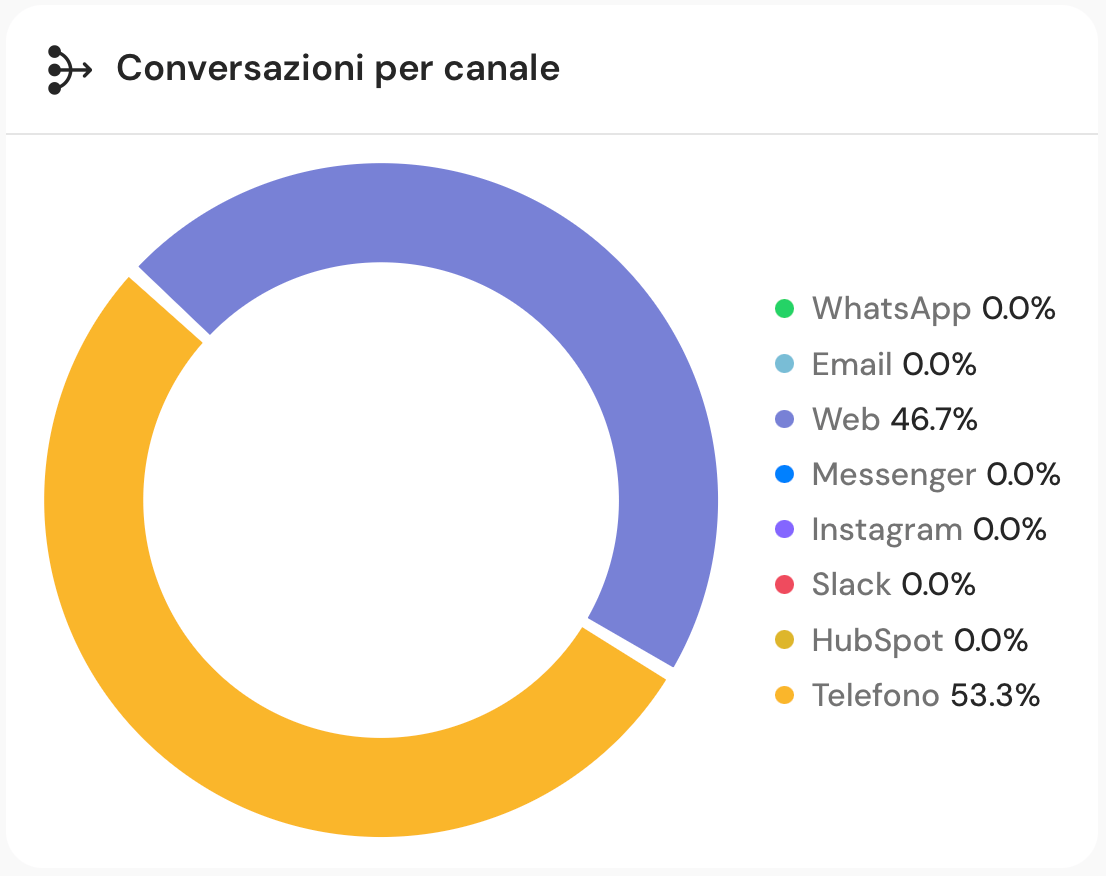 Conversazioni per canale
WhatsApp 0.0%
Email 0.0%
Web 46.7%
Messenger 0.0%
Instagram 0.0%
Slack 0.0%
HubSpot 0.0%
Telefono 53.3%